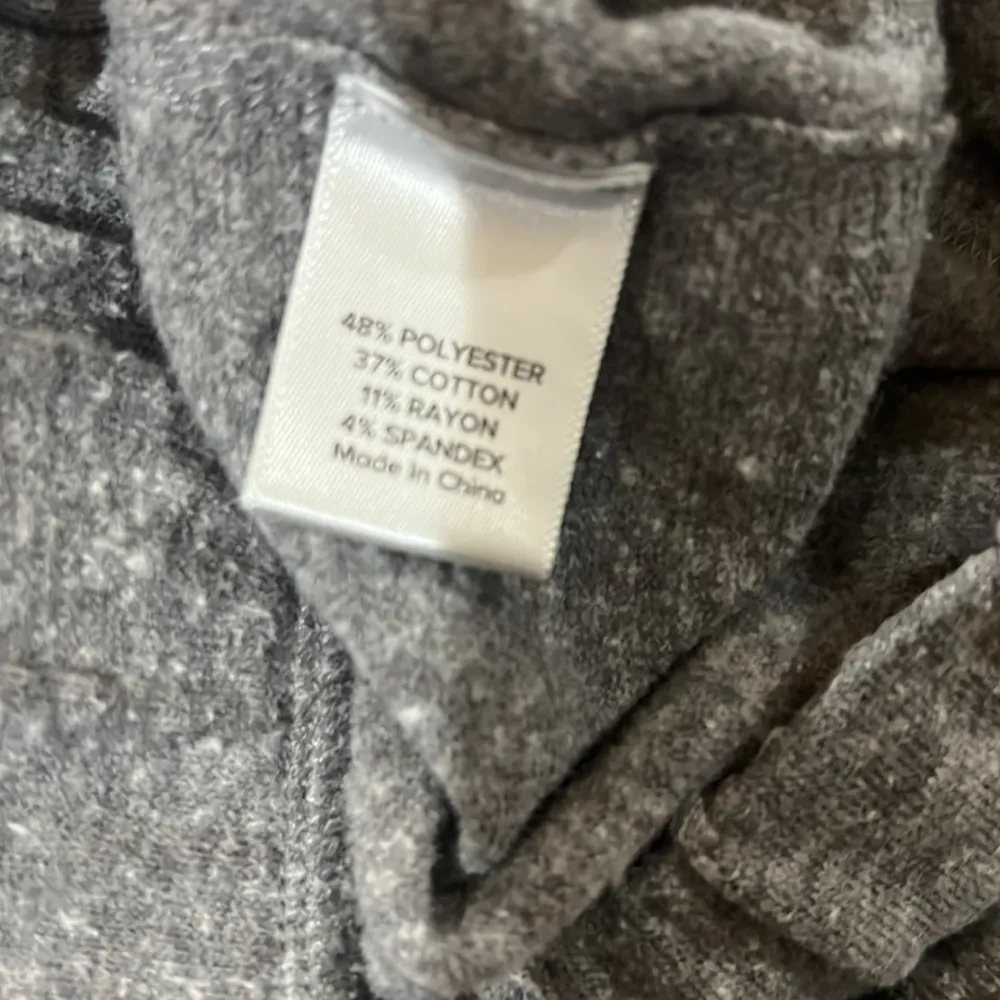 48% POLYESTER
37% COTTON
11% RAYON
4% SPANDEX
Made In China